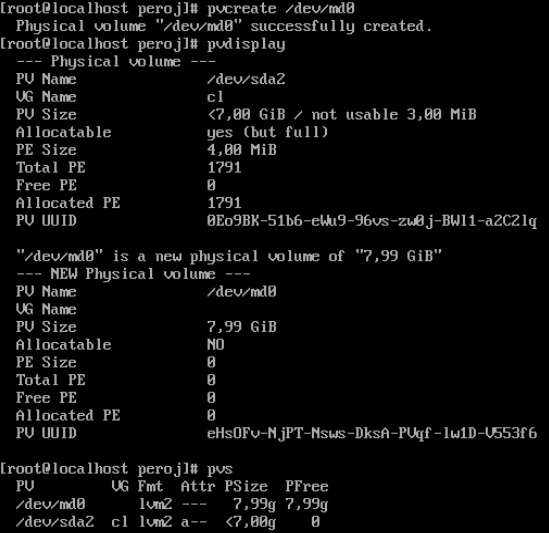 [root@localhost peroj]# pvcreate /dev/md0
  Physical volume "/dev/md0" successfully created.
[root@localhost peroj]# pvdisplay
  --- Physical volume ---
  PV Name               /dev/sda2
  VG Name               cl
  PV Size               <7,00 GiB / not usable 3,00 MiB
  Allocatable           yes (but full)
  PE Size               4,00 MiB
  Total PE              1791
  Free PE               0
  Allocated PE          1791
  PV UUID               0Eo9BK-51b6-eWu9-96vs-zw0j-BWl1-a2C2lq

  "/dev/md0" is a new physical volume of "7,99 GiB"
  --- NEW Physical volume ---
  PV Name               /dev/md0
  VG Name
  PV Size               7,99 GiB
  Allocatable           NO
  PE Size               0
  Total PE              0
  Free PE               0
  Allocated PE          0
  PV UUID               eHsOFv-NjPT-Nsws-DksA-PVqf-lw1D-V553f6

[root@localhost peroj]# pvs
  PV         VG Fmt  Attr PSize  PFree
  /dev/md0      lvm2 ---   7,99g 7,99g
  /dev/sda2  cl lvm2 a--  <7,00g    0